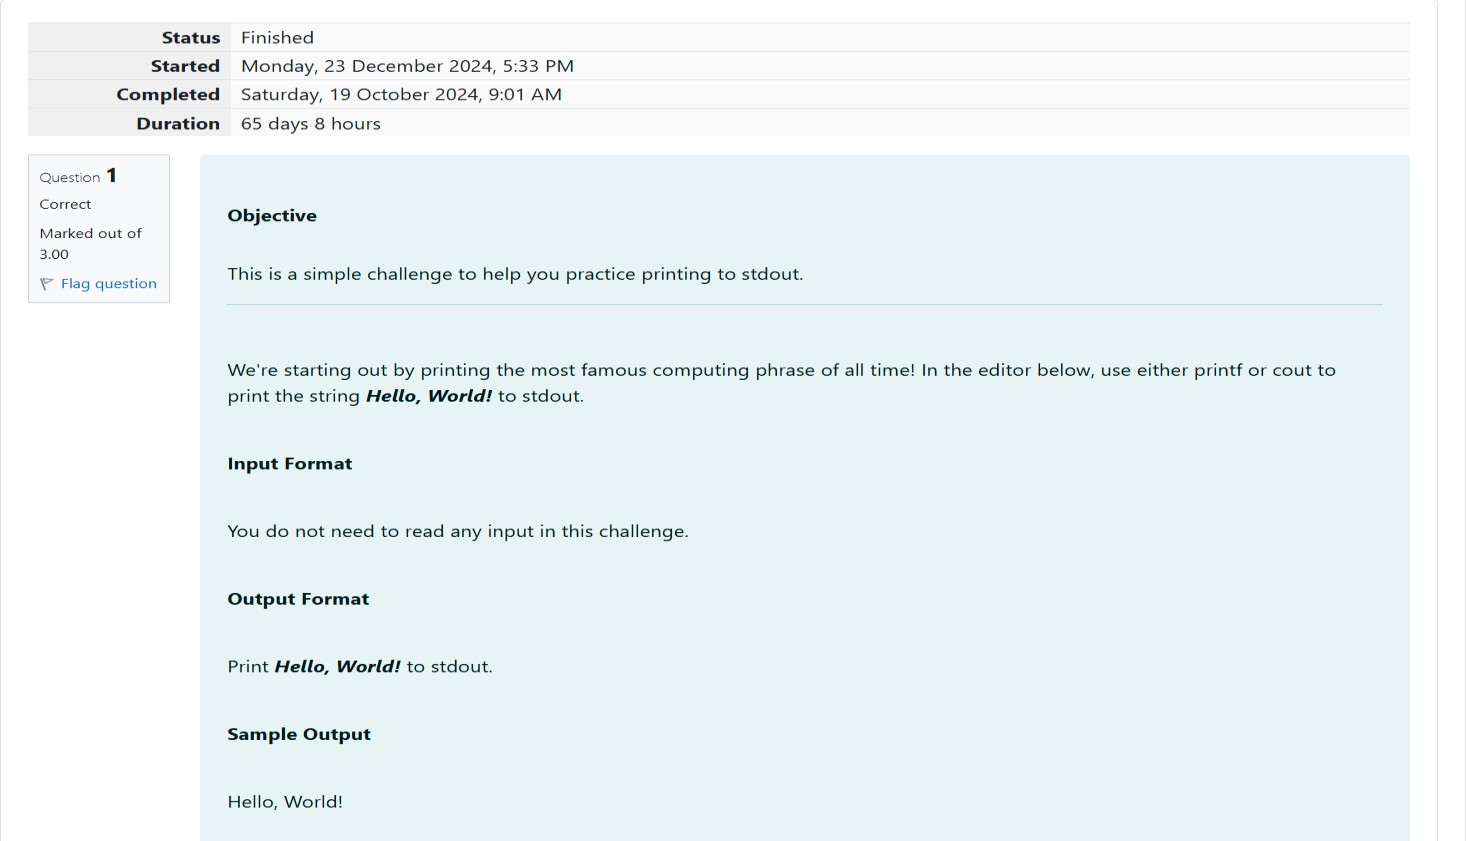 Status Finished
Started Monday, 23 December 2024, 5:33 PM
Completed Saturday, 19 October 2024, 9:01 AM
Duration 65 days 8 hours
Question 1
Correct
Marked out of
3.00
Flag question
Objective
This is a simple challenge to help you practice printing to stdout.
We're starting out by printing the most famous computing phrase of all time! In the editor below, use either printf or cout to
print the string Hello, World! to stdout.
Input Format
You do not need to read any input in this challenge.
Output Format
Print Hello, World! to stdout.
Sample Output
Hello, World!